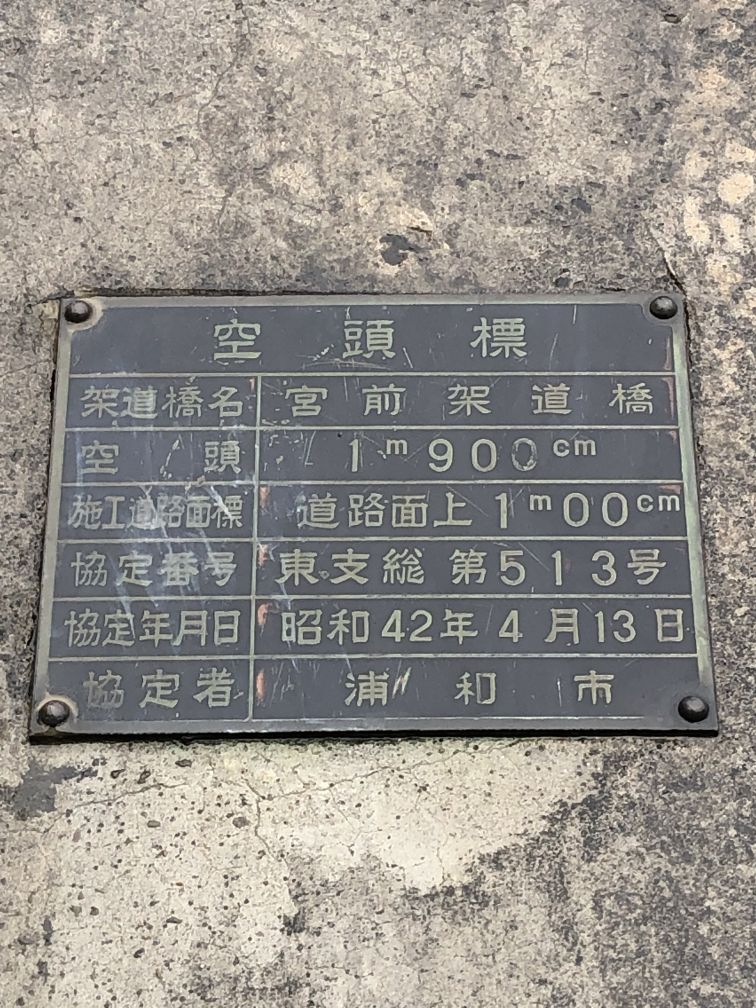 空頭標
架道橋名 宮前架道橋
空頭 1m900cm
施工道路面標 道路面上1m00cm
協定番号 東支総 第513号
協定年月日 昭和42年4月13日
協定者 浦和市